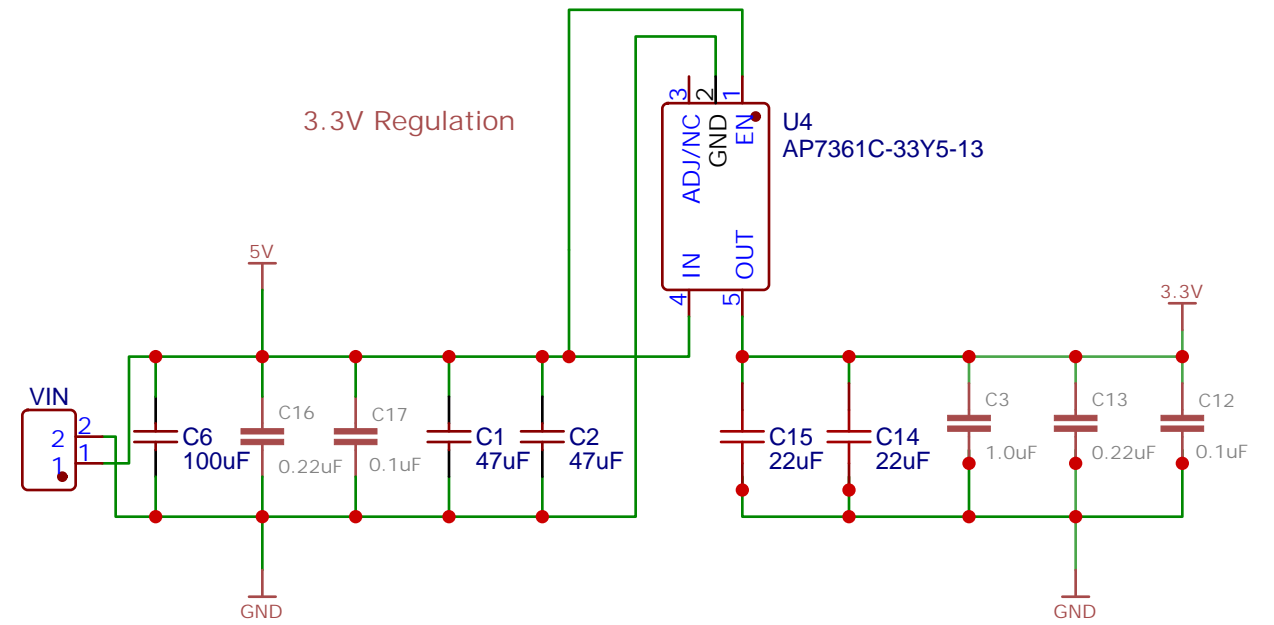 3.3V Regulation
3
2
1
ADJ/NC
GND
EN
IN
OUT
4
5
U4
AP7361C-33Y5-13
5V
3.3V
VIN
2
1
2
1
C6
100uF
C16
0.22uF
C17
0.1uF
C1
47uF
C2
47uF
C15
22uF
C14
22uF
C3
1.0uF
C13
0.22uF
C12
0.1uF
GND
GND